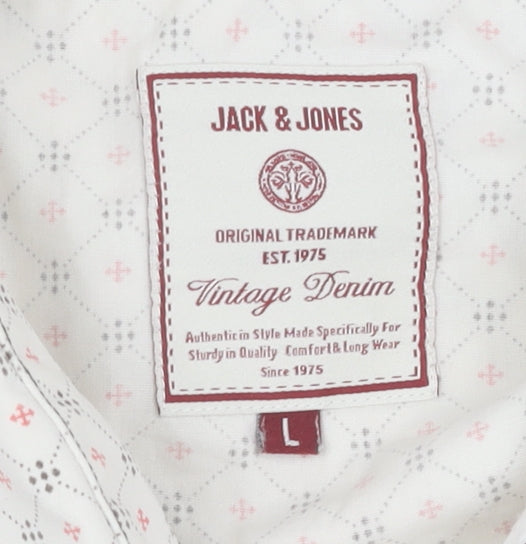 JACK & JONES
ORIGINAL TRADEMARK
EST. 1975
Vintage Denim
Authentic in Style Made Specifically For
Sturdy in Quality Comfort & Long Wear
Since 1975
L